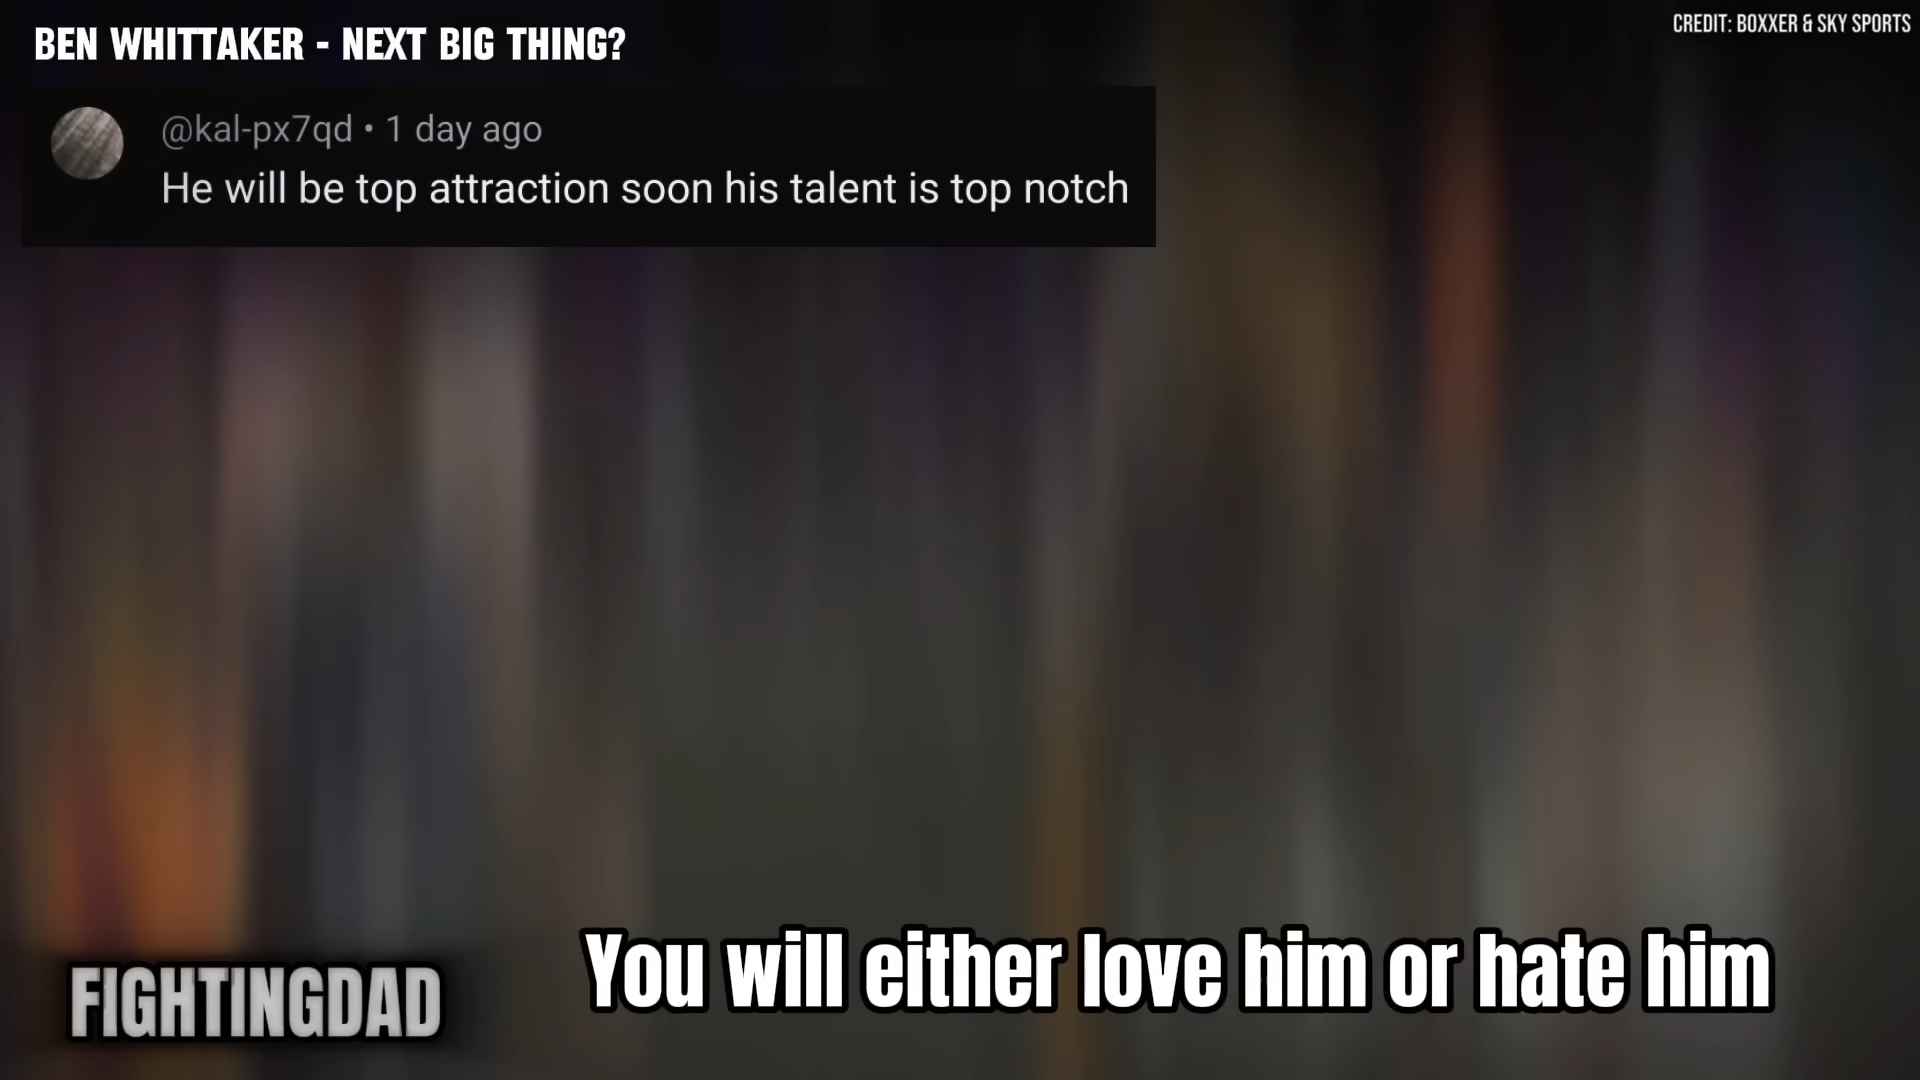 BEN WHITTAKER - NEXT BIG THING?
CREDIT: BOXXER & SKY SPORTS
@kal-px7qd • 1 day ago
He will be top attraction soon his talent is top notch
You will either love him or hate him
FIGHTINGDAD